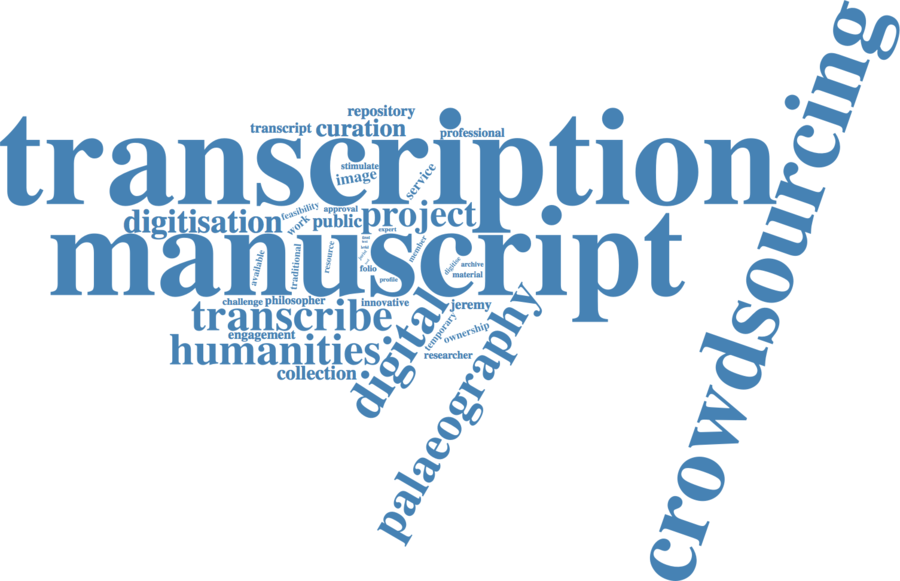 repository
transcript curation professional
transcription
stimulate
image
service
crowdsourcing
digitisation
feasibility
work
approval
public project
expert
manuscript
available
traditional
resource
member
folio
profile
digitise
archive
material
challenge philosopher innovative jeremy
transcribe
engagement
temporary
ownership
humanities
researcher
collection
digital
palaeography